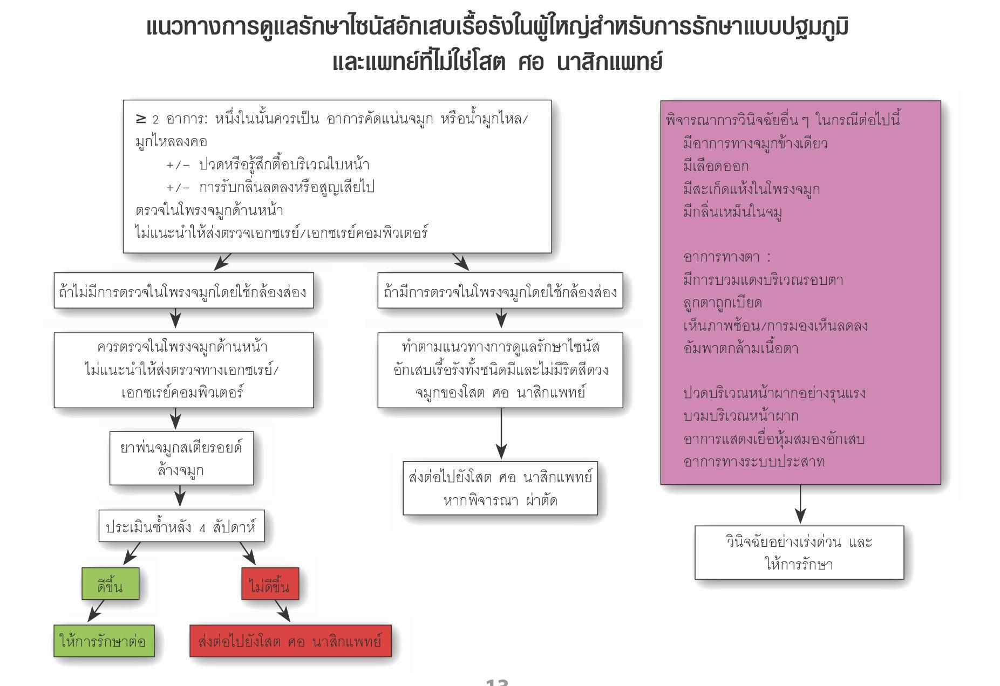 แนวทางการดูแลรักษาไซนัสอักเสบเรื้อรังในผู้ใหญ่สำหรับการรักษาแบบปฐมภูมิ
และแพทย์ที่ไม่ใช่โสต ศอ นาสิกแพทย์
≥ 2 อาการ: หนึ่งในนั้นควรเป็น อาการคัดแน่นจมูก หรือน้ำมูกไหล/
มูกไหลลงคอ
+/- ปวดหรือรู้สึกตื้อบริเวณใบหน้า
+/- การรับกลิ่นลดลงหรือสูญเสียไป
ตรวจในโพรงจมูกด้านหน้า
ไม่แนะนำให้ส่งตรวจเอกซเรย์/เอกซเรย์คอมพิวเตอร์
ถ้าไม่มีการตรวจในโพรงจมูกโดยใช้กล้องส่อง
ควรตรวจในโพรงจมูกด้านหน้า
ไม่แนะนำให้ส่งตรวจทางเอกซเรย์/
เอกซเรย์คอมพิวเตอร์
ยาพ่นจมูกสเตียรอยด์
ล้างจมูก
ประเมินซ้ำหลัง 4 สัปดาห์
ดีขึ้น
ไม่ดีขึ้น
ให้การรักษาต่อ
ส่งต่อไปยังโสต ศอ นาสิกแพทย์
ถ้ามีการตรวจในโพรงจมูกโดยใช้กล้องส่อง
ทำตามแนวทางการดูแลรักษาไซนัส
อักเสบเรื้อรังทั้งชนิดมีและไม่มีริดสีดวง
จมูกของโสต ศอ นาสิกแพทย์
ส่งต่อไปยังโสต ศอ นาสิกแพทย์
หากพิจารณา ผ่าตัด
พิจารณาการวินิจฉัยอื่นๆ ในกรณีต่อไปนี้
มีอาการทางจมูกข้างเดียว
มีเลือดออก
มีสะเก็ดแห้งในโพรงจมูก
มีกลิ่นเหม็นในจมู
อาการทางตา :
มีการบวมแดงบริเวณรอบตา
ลูกตาถูกเบียด
เห็นภาพซ้อน/การมองเห็นลดลง
อัมพาตกล้ามเนื้อตา
ปวดบริเวณหน้าผากอย่างรุนแรง
บวมบริเวณหน้าผาก
อาการแสดงเยื่อหุ้มสมองอักเสบ
อาการทางระบบประสาท
วินิจฉัยอย่างเร่งด่วน และ
ให้การรักษา
13